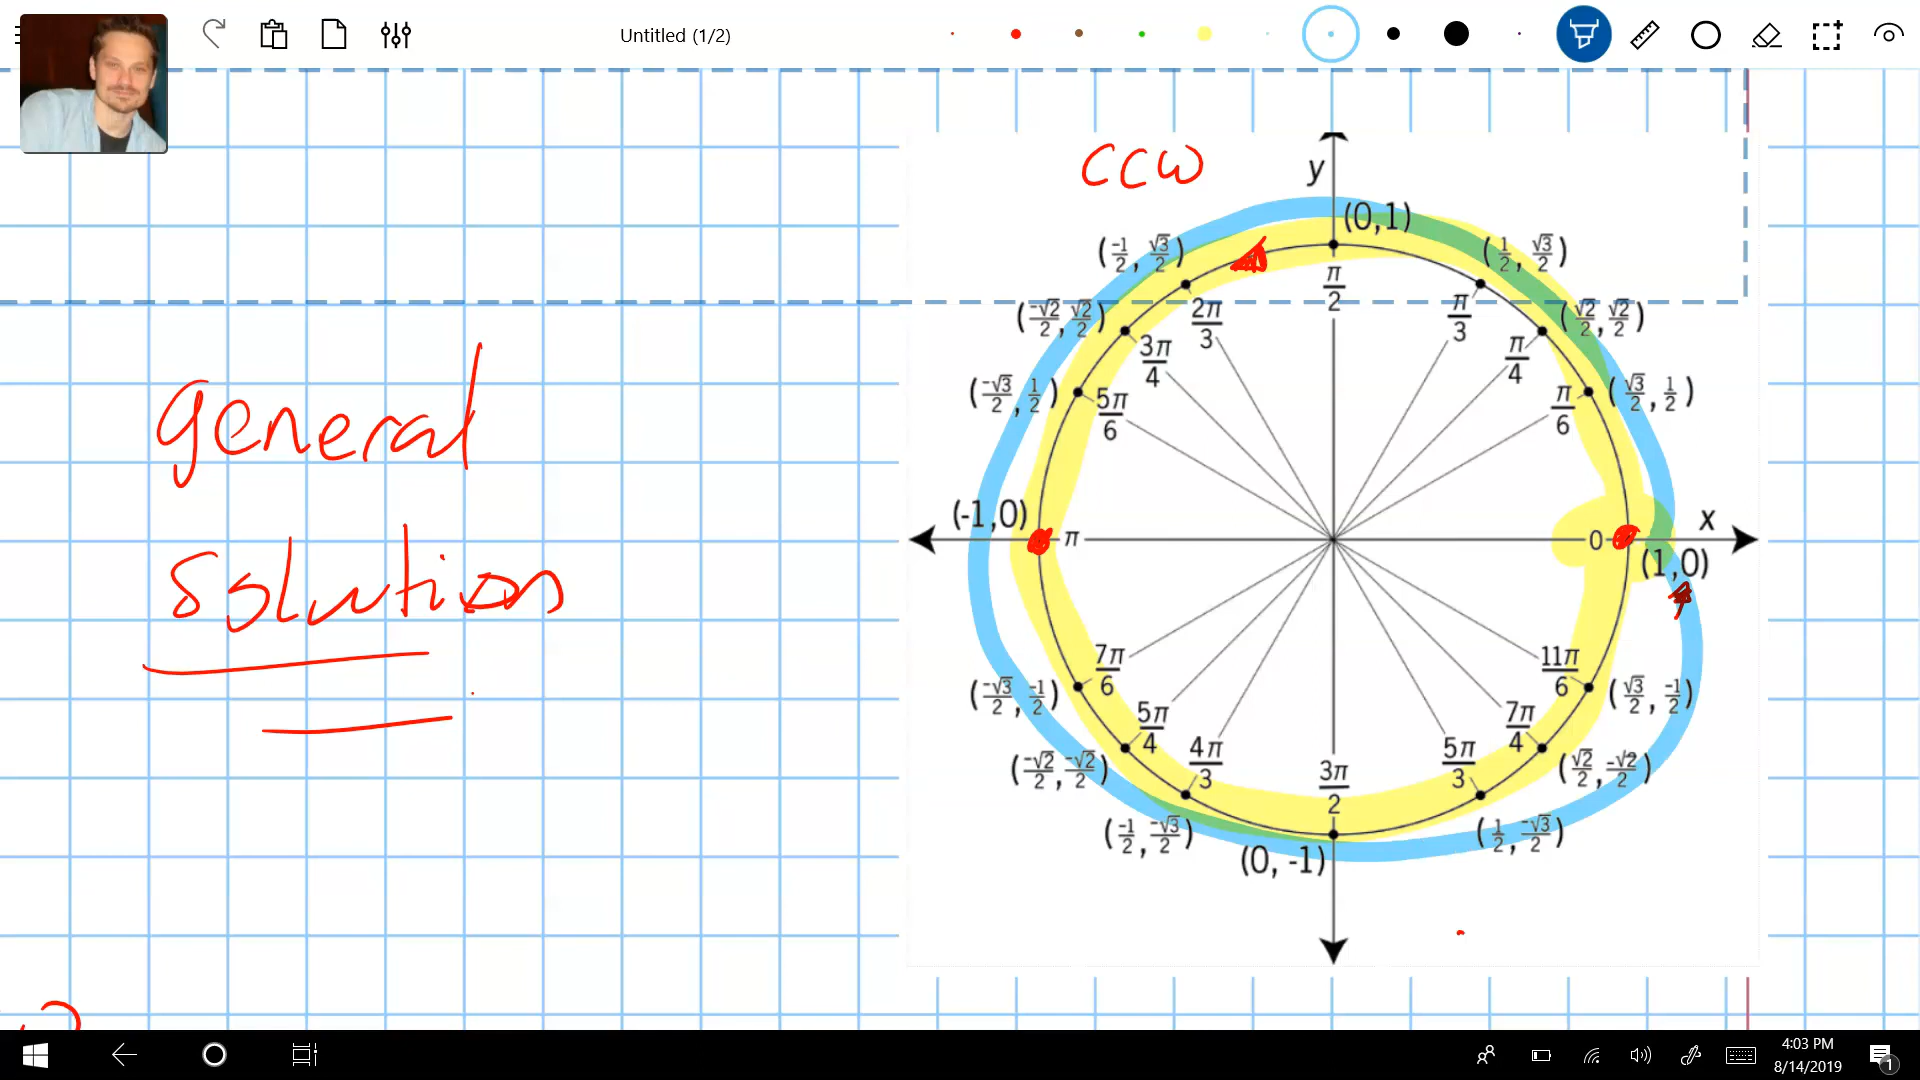 Untitled (1/2)
CCW
y
(0,1)
(-1/2, √3/2)
(1/2, √3/2)
π/2
(-√2/2, √2/2)
2π/3
π/3
(√2/2, √2/2)
3π/4
π/4
(-√3/2, 1/2)
5π/6
π/6
(√3/2, 1/2)
general
(-1,0)
π
0
x
(1,0)
solution
7π/6
11π/6
(-√3/2, -1/2)
(√3/2, -1/2)
5π/4
7π/4
4π/3
5π/3
3π/2
(-√2/2, -√2/2)
(√2/2, -√2/2)
(-1/2, -√3/2)
(1/2, -√3/2)
(0, -1)
4:03 PM
8/14/2019
1